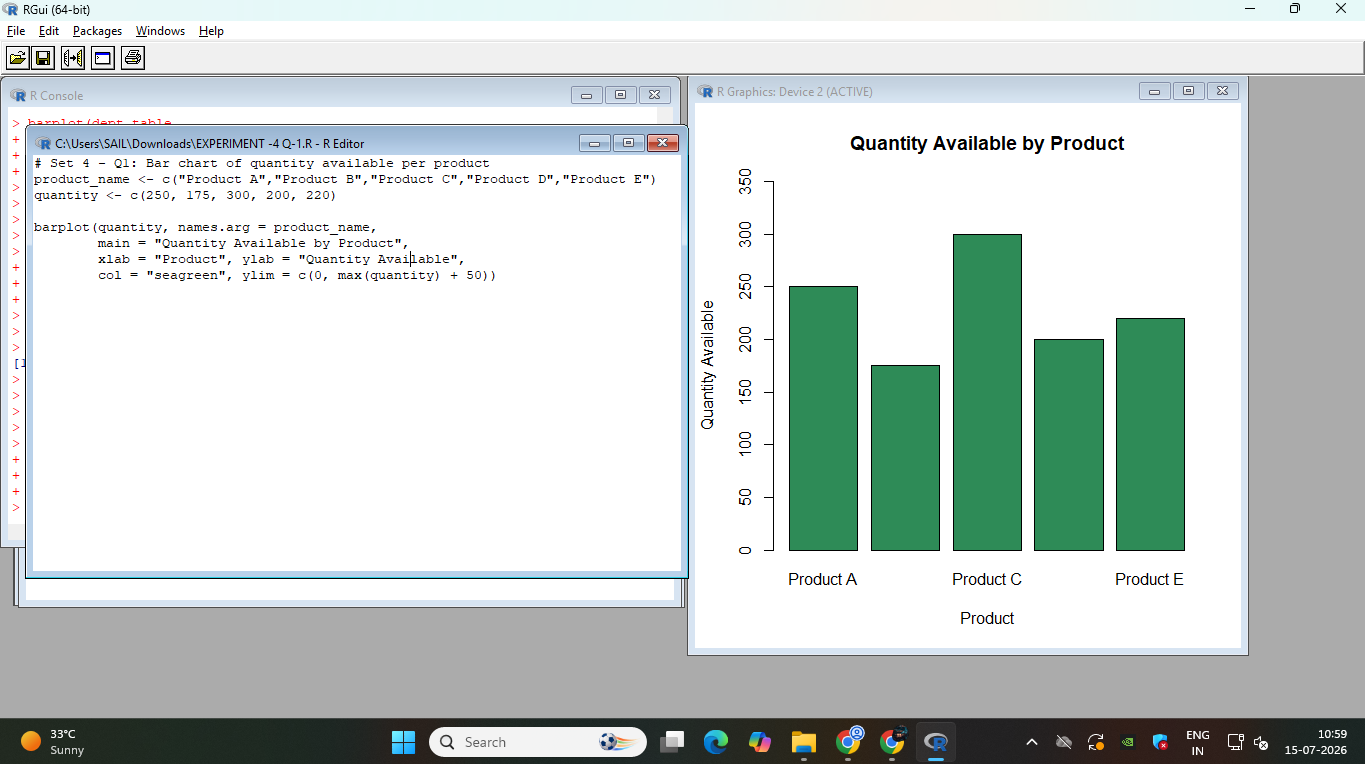 RGui (64-bit)
File Edit Packages Windows Help
R Console
> barplot(dept_table,
+
+
+
>
>
>
>
>
+
+
+
>
>
>
[1
>
>
>
>
>
+
+
+
>
C:\Users\SAIL\Downloads\EXPERIMENT -4 Q-1.R - R Editor
# Set 4 - Q1: Bar chart of quantity available per product
product_name <- c("Product A","Product B","Product C","Product D","Product E")
quantity <- c(250, 175, 300, 200, 220)
barplot(quantity, names.arg = product_name,
main = "Quantity Available by Product",
xlab = "Product", ylab = "Quantity Available",
col = "seagreen", ylim = c(0, max(quantity) + 50))
R Graphics: Device 2 (ACTIVE)
Quantity Available by Product
Quantity Available
350
300
250
200
150
100
50
0
Product A Product C Product E
Product
33°C
Sunny
Search
ENG
IN
10:59
15-07-2026